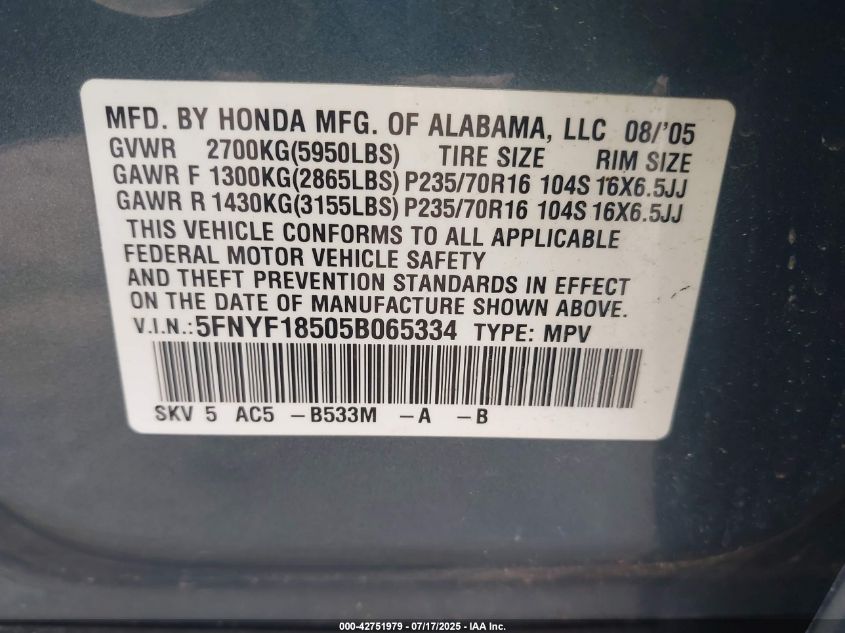 MFD. BY HONDA MFG. OF ALABAMA, LLC 08/'05
GVWR 2700KG(5950LBS) TIRE SIZE RIM SIZE
GAWR F 1300KG(2865LBS) P235/70R16 104S 16X6.5JJ
GAWR R 1430KG(3155LBS) P235/70R16 104S 16X6.5JJ
THIS VEHICLE CONFORMS TO ALL APPLICABLE
FEDERAL MOTOR VEHICLE SAFETY
AND THEFT PREVENTION STANDARDS IN EFFECT
ON THE DATE OF MANUFACTURE SHOWN ABOVE.
V.I.N.:5FNYF18505B065334 TYPE: MPV
SKV 5 AC5 -B533M -A -B
000-42751979 - 07/17/2025 - IAA Inc.